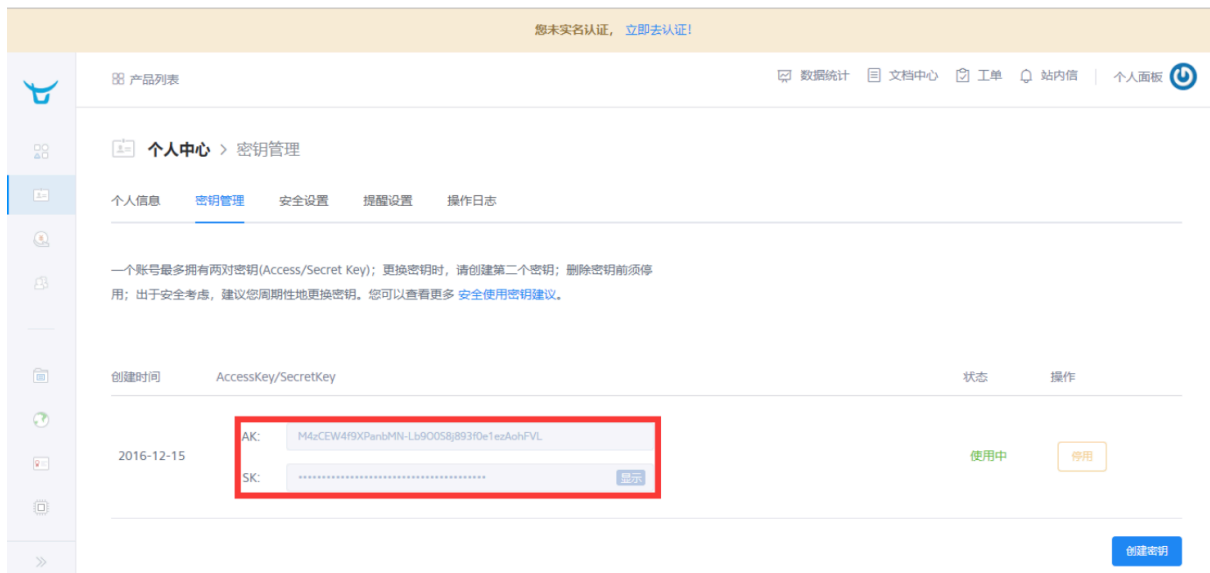 您未实名认证， 立即去认证!
产品列表 数据统计 文档中心 工单 站内信 个人面板
个人中心 > 密钥管理
个人信息 密钥管理 安全设置 提醒设置 操作日志
一个账号最多拥有两对密钥(Access/Secret Key)；更换密钥时，请创建第二个密钥；删除密钥前须停
用；出于安全考虑，建议您周期性地更换密钥。您可以查看更多 安全使用密钥建议。
创建时间 AccessKey/SecretKey 状态 操作
AK: M4zCEW4f9XPanbMN-Lb9O0S8j893f0e1ezAohFVL
2016-12-15 使用中 停用
SK: •••••••••••••••••••••••••••••••••••••••• 显示
创建密钥